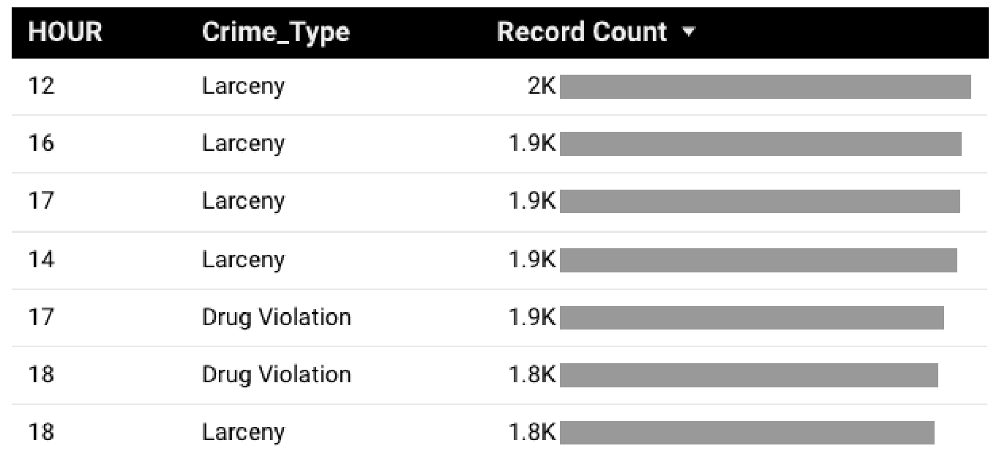 HOUR Crime_Type Record Count
12 Larceny 2K
16 Larceny 1.9K
17 Larceny 1.9K
14 Larceny 1.9K
17 Drug Violation 1.9K
18 Drug Violation 1.8K
18 Larceny 1.8K